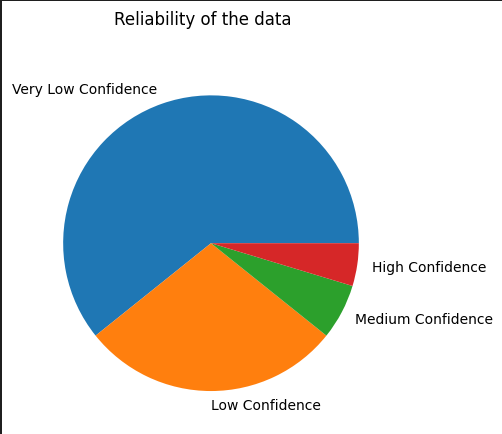 Reliability of the data
Very Low Confidence
High Confidence
Medium Confidence
Low Confidence